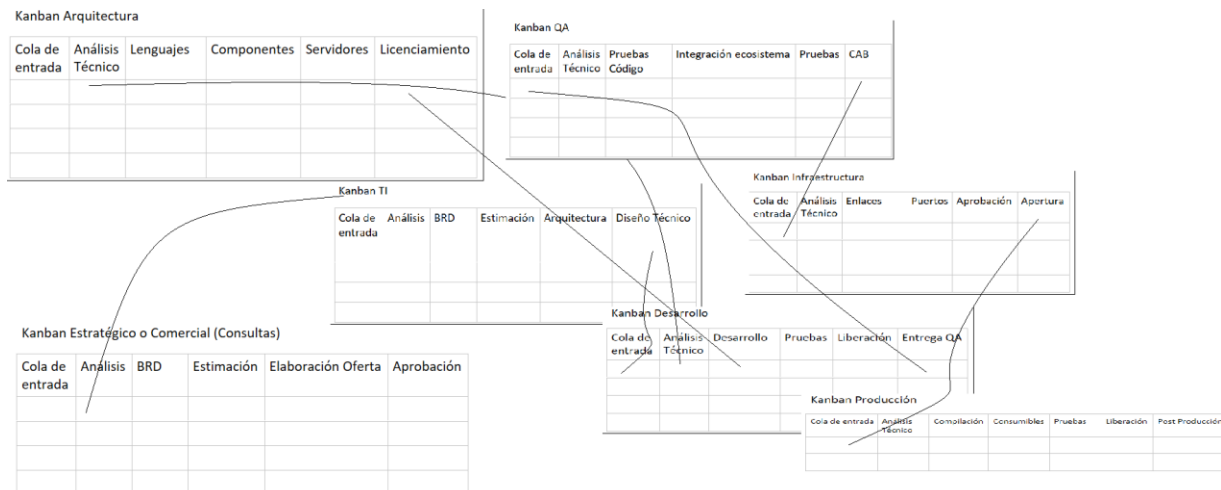 Kanban Arquitectura
Cola de entrada Análisis Técnico Lenguajes Componentes Servidores Licenciamiento
Kanban QA
Cola de entrada Análisis Técnico Pruebas Código Integración ecosistema Pruebas CAB
Kanban TI
Cola de entrada Análisis BRD Estimación Arquitectura Diseño Técnico
Kanban Infraestructura
Cola de entrada Análisis Técnico Enlaces Puertos Aprobación Apertura
Kanban Estratégico o Comercial (Consultas)
Cola de entrada Análisis BRD Estimación Elaboración Oferta Aprobación
Kanban Desarrollo
Cola de entrada Análisis Técnico Desarrollo Pruebas Liberación Entrega QA
Kanban Producción
Cola de entrada Análisis Técnico Compilación Consumibles Pruebas Liberación Post Producción